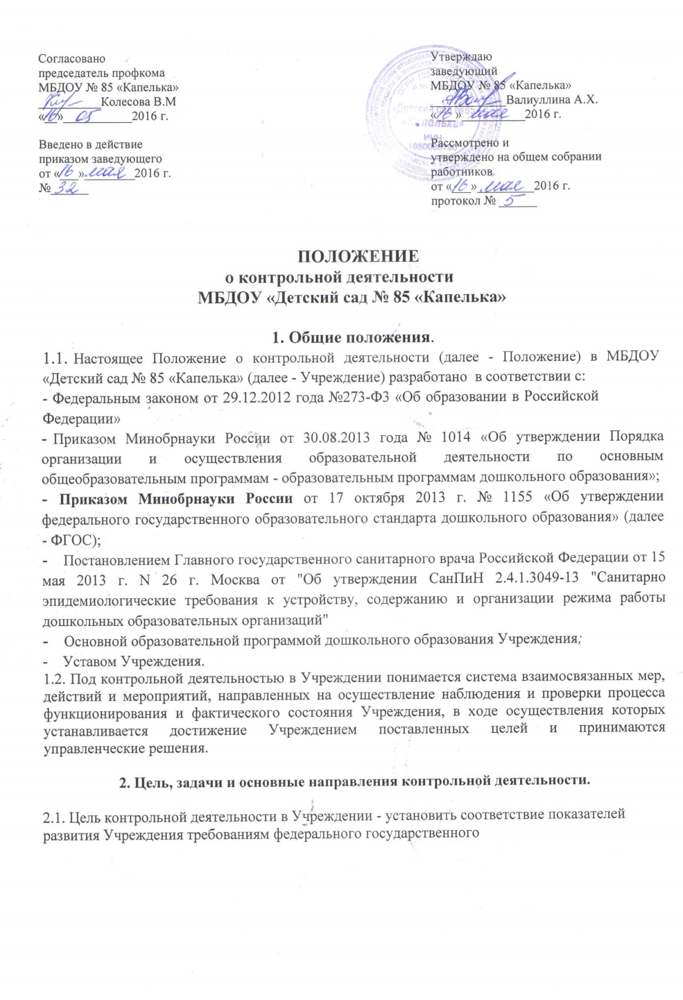 Согласовано
председатель профкома
МБДОУ № 85 «Капелька»
__________Колесова В.М
«16»___05______2016 г.
Введено в действие
приказом заведующего
от «16»_мая_____2016 г.
№ 32
Утверждаю
заведующий
МБДОУ № 85 «Капелька»
____________Валиуллина А.Х.
«16»_мая______2016 г.
Рассмотрено и
утверждено на общем собрании
работников
от «16»_мая_____2016 г.
протокол № 5
«Детский сад №85
«Капелька»
ИНН
ПОЛОЖЕНИЕ
о контрольной деятельности
МБДОУ «Детский сад № 85 «Капелька»
1. Общие положения.
1.1. Настоящее Положение о контрольной деятельности (далее - Положение) в МБДОУ
«Детский сад № 85 «Капелька» (далее - Учреждение) разработано в соответствии с:
- Федеральным законом от 29.12.2012 года №273-ФЗ «Об образовании в Российской
Федерации»
- Приказом Минобрнауки России от 30.08.2013 года № 1014 «Об утверждении Порядка
организации и осуществления образовательной деятельности по основным
общеобразовательным программам - образовательным программам дошкольного образования»;
- Приказом Минобрнауки России от 17 октября 2013 г. № 1155 «Об утверждении
федерального государственного образовательного стандарта дошкольного образования» (далее
- ФГОС);
- Постановлением Главного государственного санитарного врача Российской Федерации от 15
мая 2013 г. N 26 г. Москва от "Об утверждении СанПиН 2.4.1.3049-13 "Санитарно
эпидемиологические требования к устройству, содержанию и организации режима работы
дошкольных образовательных организаций"
- Основной образовательной программой дошкольного образования Учреждения;
- Уставом Учреждения.
1.2. Под контрольной деятельностью в Учреждении понимается система взаимосвязанных мер,
действий и мероприятий, направленных на осуществление наблюдения и проверки процесса
функционирования и фактического состояния Учреждения, в ходе осуществления которых
устанавливается достижение Учреждением поставленных целей и принимаются
управленческие решения.
2. Цель, задачи и основные направления контрольной деятельности.
2.1. Цель контрольной деятельности в Учреждении - установить соответствие показателей
развития Учреждения требованиям федерального государственного